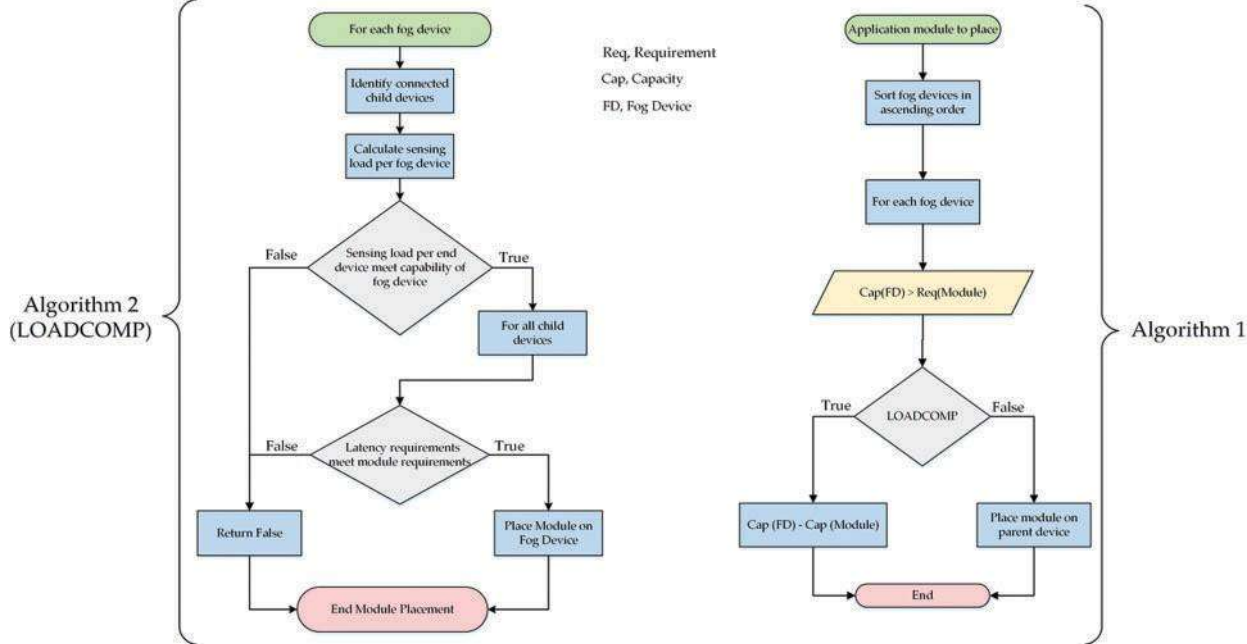 Algorithm 2
(LOADCOMP)
For each fog device
Identify connected
child devices
Calculate sensing
load per fog device
Sensing load per end
device meet capability of
fog device
False
True
For all child
devices
Latency requirements
meet module requirements
False
True
Return False
Place Module on
Fog Device
End Module Placement
Req, Requirement
Cap, Capacity
FD, Fog Device
Application module to place
Sort fog devices in
ascending order
For each fog device
Cap(FD) > Req(Module)
LOADCOMP
True
False
Cap (FD) - Cap (Module)
Place module on
parent device
End
Algorithm 1